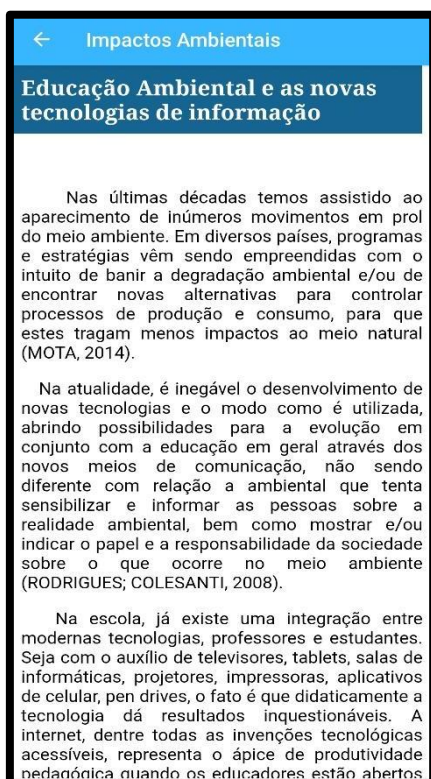 Impactos Ambientais
Educação Ambiental e as novas
tecnologias de informação
Nas últimas décadas temos assistido ao
aparecimento de inúmeros movimentos em prol
do meio ambiente. Em diversos países, programas
e estratégias vêm sendo empreendidas com o
intuito de banir a degradação ambiental e/ou de
encontrar novas alternativas para controlar
processos de produção e consumo, para que
estes tragam menos impactos ao meio natural
(MOTA, 2014).
Na atualidade, é inegável o desenvolvimento de
novas tecnologias e o modo como é utilizada,
abrindo possibilidades para a evolução em
conjunto com a educação em geral através dos
novos meios de comunicação, não sendo
diferente com relação a ambiental que tenta
sensibilizar e informar as pessoas sobre a
realidade ambiental, bem como mostrar e/ou
indicar o papel e a responsabilidade da sociedade
sobre o que ocorre no meio ambiente
(RODRIGUES; COLESANTI, 2008).
Na escola, já existe uma integração entre
modernas tecnologias, professores e estudantes.
Seja com o auxílio de televisores, tablets, salas de
informáticas, projetores, impressoras, aplicativos
de celular, pen drives, o fato é que didaticamente a
tecnologia dá resultados inquestionáveis. A
internet, dentre todas as invenções tecnológicas
acessíveis, representa o ápice de produtividade
pedagógica quando os educadores estão abertos